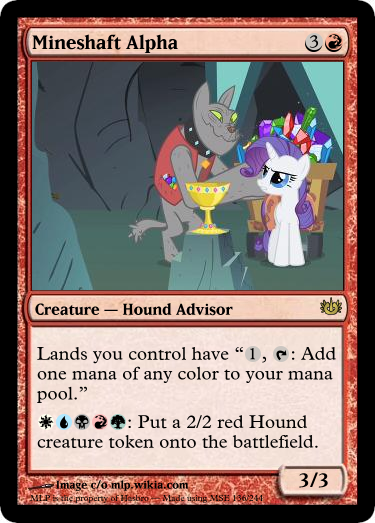 Mineshaft Alpha 3
Creature — Hound Advisor
Lands you control have “1, : Add
one mana of any color to your mana
pool.”
: Put a 2/2 red Hound
creature token onto the battlefield.
Image c/o mlp.wikia.com
MLP is the property of Hasbro — Made using MSE 136/244
3/3